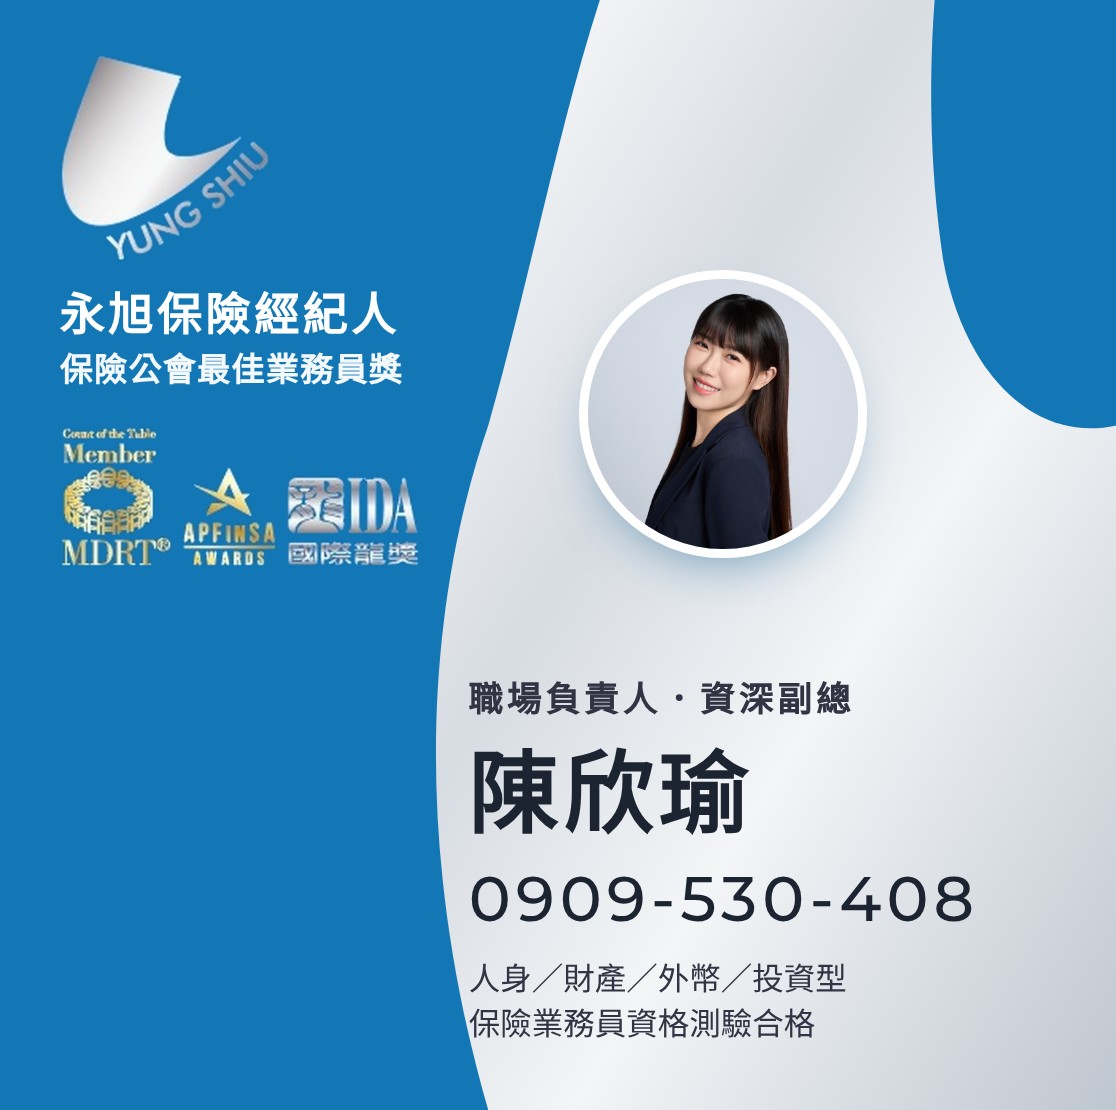 YUNG SHIU
永旭保險經紀人
保險公會最佳業務員獎
Court of the Table
Member
MDRT®
APFinSA
AWARDS
IDA
國際龍獎
職場負責人・資深副總
陳欣瑜
0909-530-408
人身／財產／外幣／投資型
保險業務員資格測驗合格